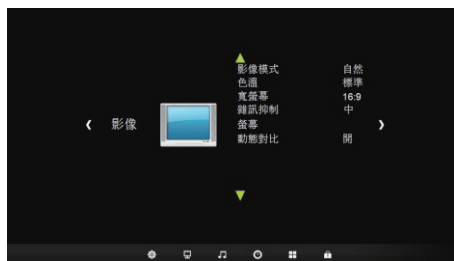 影像
影像模式 自然
色溫 標準
寬螢幕 16:9
雜訊抑制 中
螢幕
動態對比 開